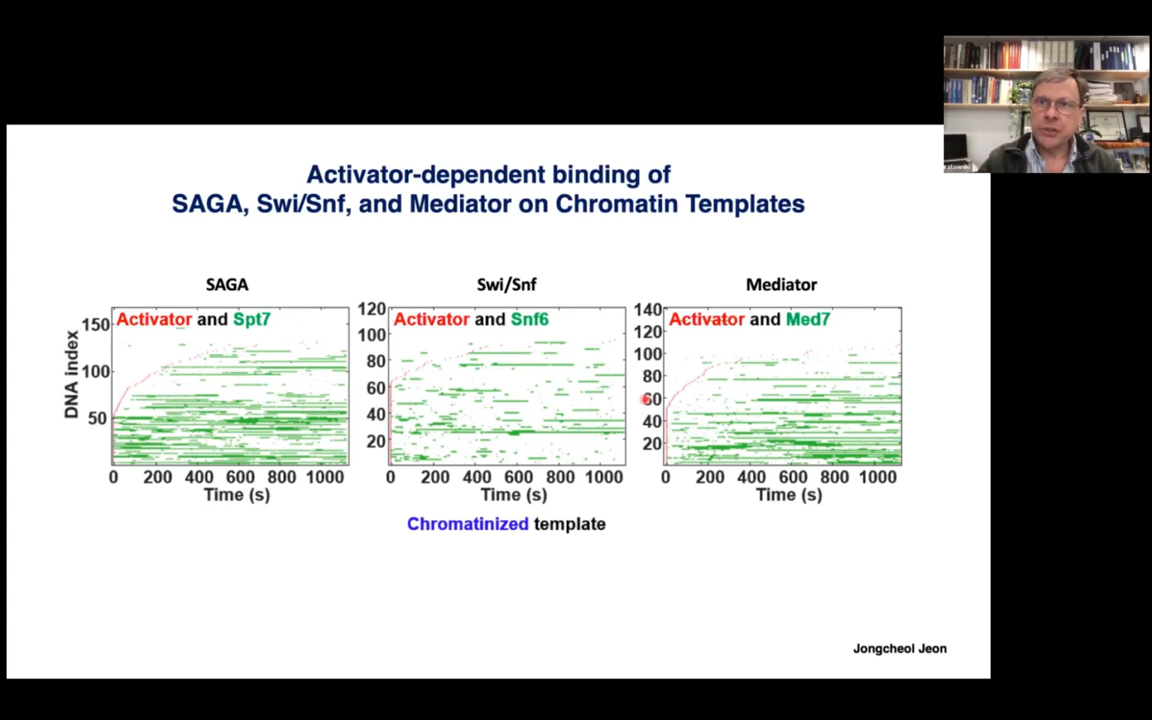 Activator-dependent binding of
SAGA, Swi/Snf, and Mediator on Chromatin Templates
SAGA
Swi/Snf
Mediator
Activator and Spt7
Activator and Snf6
Activator and Med7
DNA index
150
100
50
120
100
80
60
40
20
140
120
100
80
60
40
20
0 200 400 600 800 1000
0 200 400 600 800 1000
0 200 400 600 800 1000
Time (s)
Time (s)
Time (s)
Chromatinized template
Jongcheol Jeon